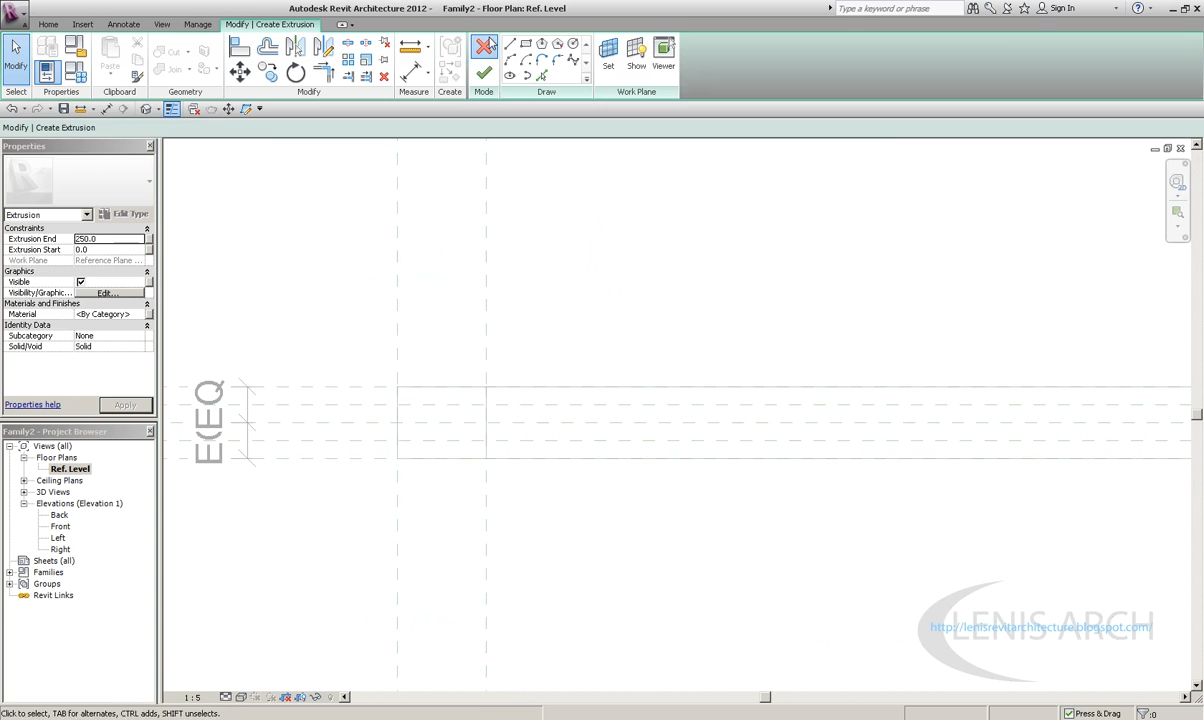 Autodesk Revit Architecture 2012 - Family2 - Floor Plan: Ref. Level
Type a keyword or phrase
Sign In
Home Insert Annotate View Manage Modify | Create Extrusion
Modify
Paste
Cut
Join
Set Show Viewer
Select Properties Clipboard Geometry Modify Measure Create Mode Draw Work Plane
Modify | Create Extrusion
Properties
Extrusion
Edit Type
Constraints
Extrusion End 250.0
Extrusion Start 0.0
Work Plane Reference Plane ...
Graphics
Visible
Visibility/Graphic... Edit...
Materials and Finishes
Material <By Category>
Identity Data
Subcategory None
Solid/Void Solid
Properties help
Apply
Family2 - Project Browser
Views (all)
Floor Plans
Ref. Level
Ceiling Plans
3D Views
Elevations (Elevation 1)
Back
Front
Left
Right
Sheets (all)
Families
Groups
Revit Links
E(EQ
LENIS ARCH
http://lenisrevitarchitecture.blogspot.com/
1 : 5
Click to select, TAB for alternates, CTRL adds, SHIFT unselects.
Press & Drag
:0